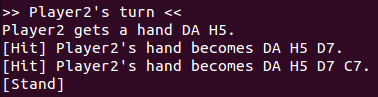 >> Player2's turn <<
Player2 gets a hand DA H5.
[Hit] Player2's hand becomes DA H5 D7.
[Hit] Player2's hand becomes DA H5 D7 C7.
[Stand]